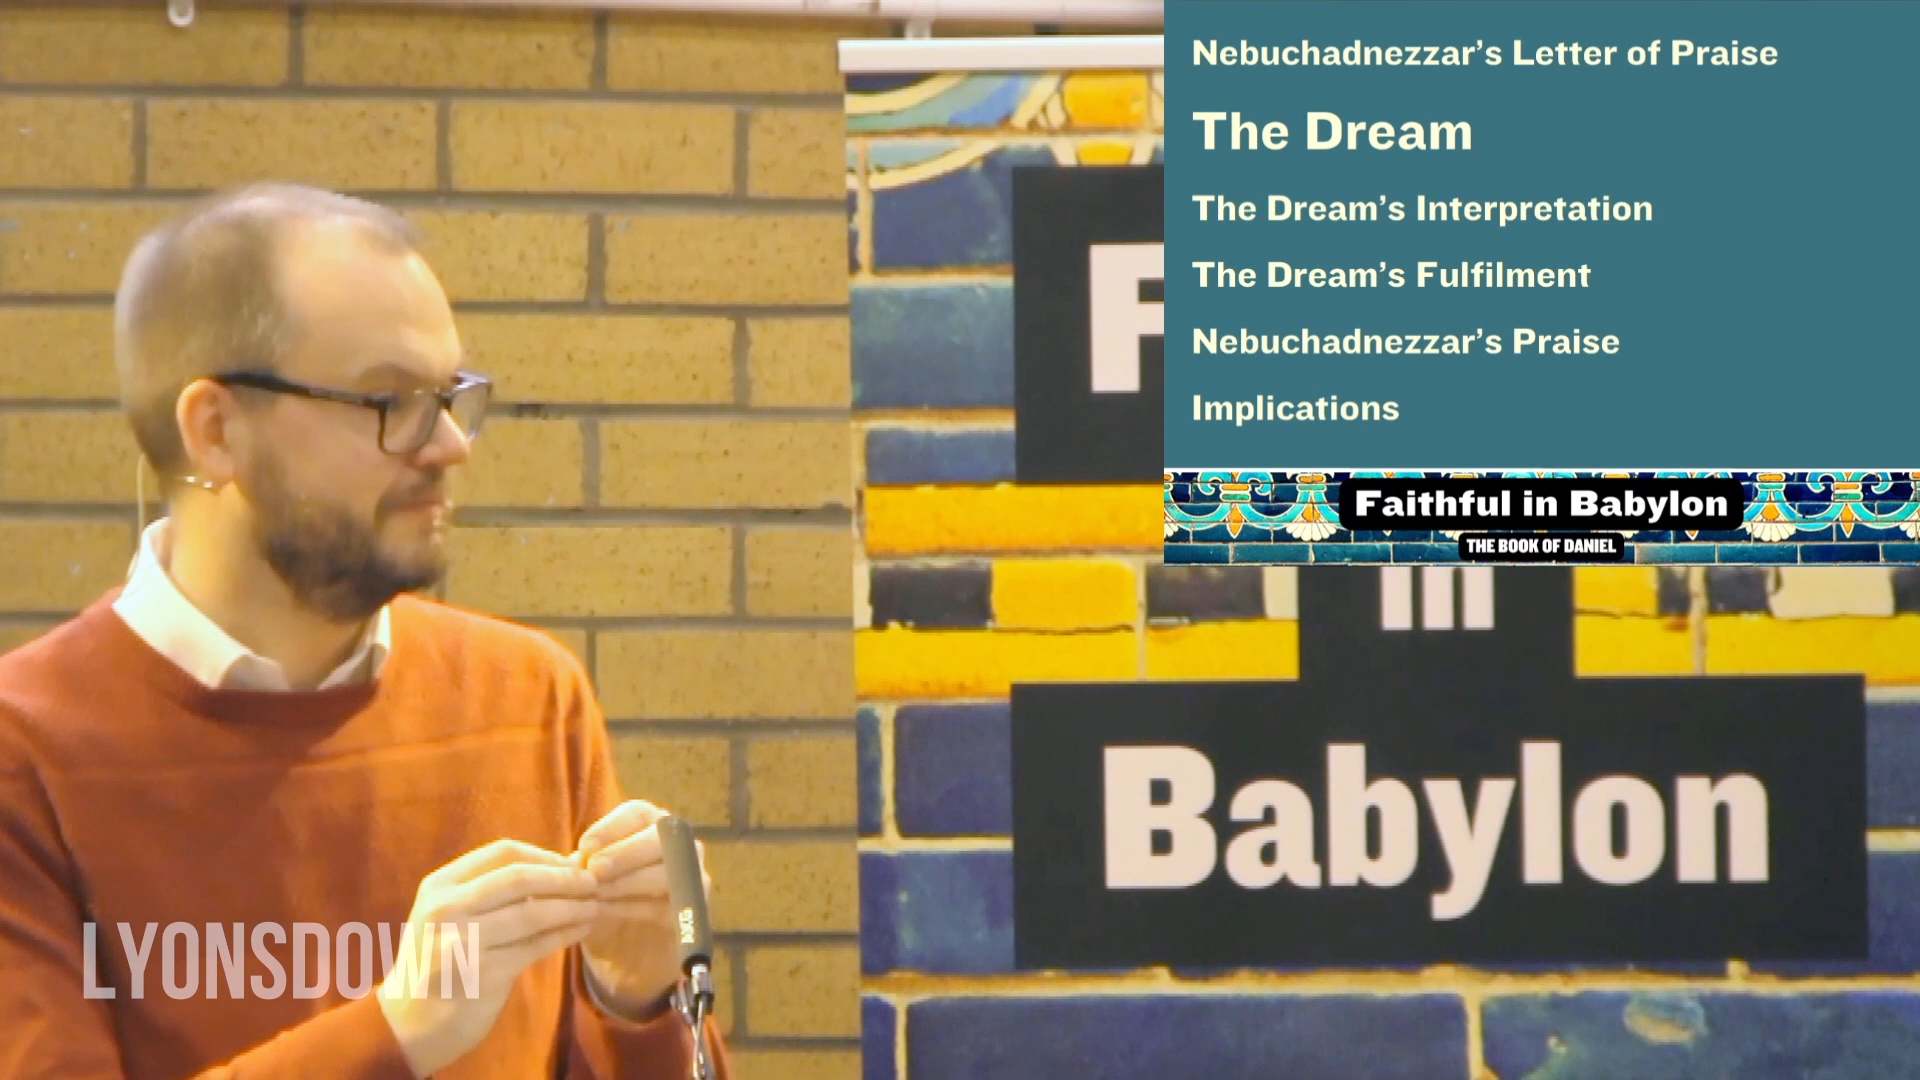 Nebuchadnezzar’s Letter of Praise
The Dream
The Dream’s Interpretation
The Dream’s Fulfilment
Nebuchadnezzar’s Praise
Implications
Faithful in Babylon
THE BOOK OF DANIEL
F
in
Babylon
AKG
LYONSDOWN